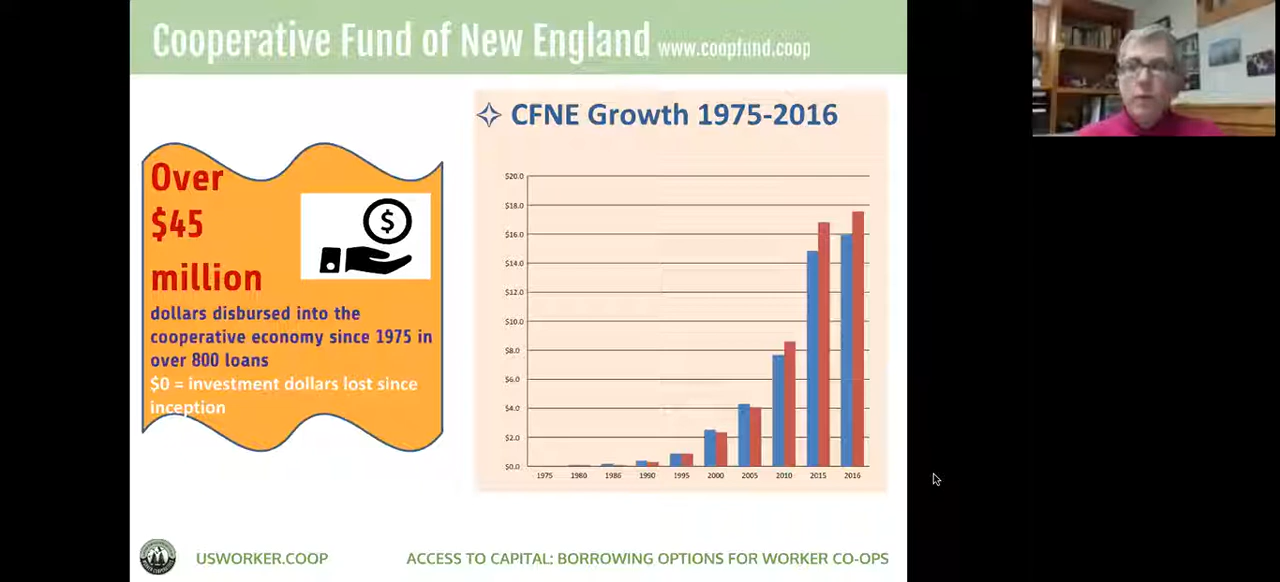 Cooperative Fund of New England www.coopfund.coop
CFNE Growth 1975-2016
Over
$45
million
$
dollars disbursed into the
cooperative economy since 1975 in
over 800 loans
$0 = investment dollars lost since
inception
$20.0
$18.0
$16.0
$14.0
$12.0
$10.0
$8.0
$6.0
$4.0
$2.0
$0.0
1975 1980 1986 1990 1995 2000 2005 2010 2015 2016
USWORKER.COOP
ACCESS TO CAPITAL: BORROWING OPTIONS FOR WORKER CO-OPS